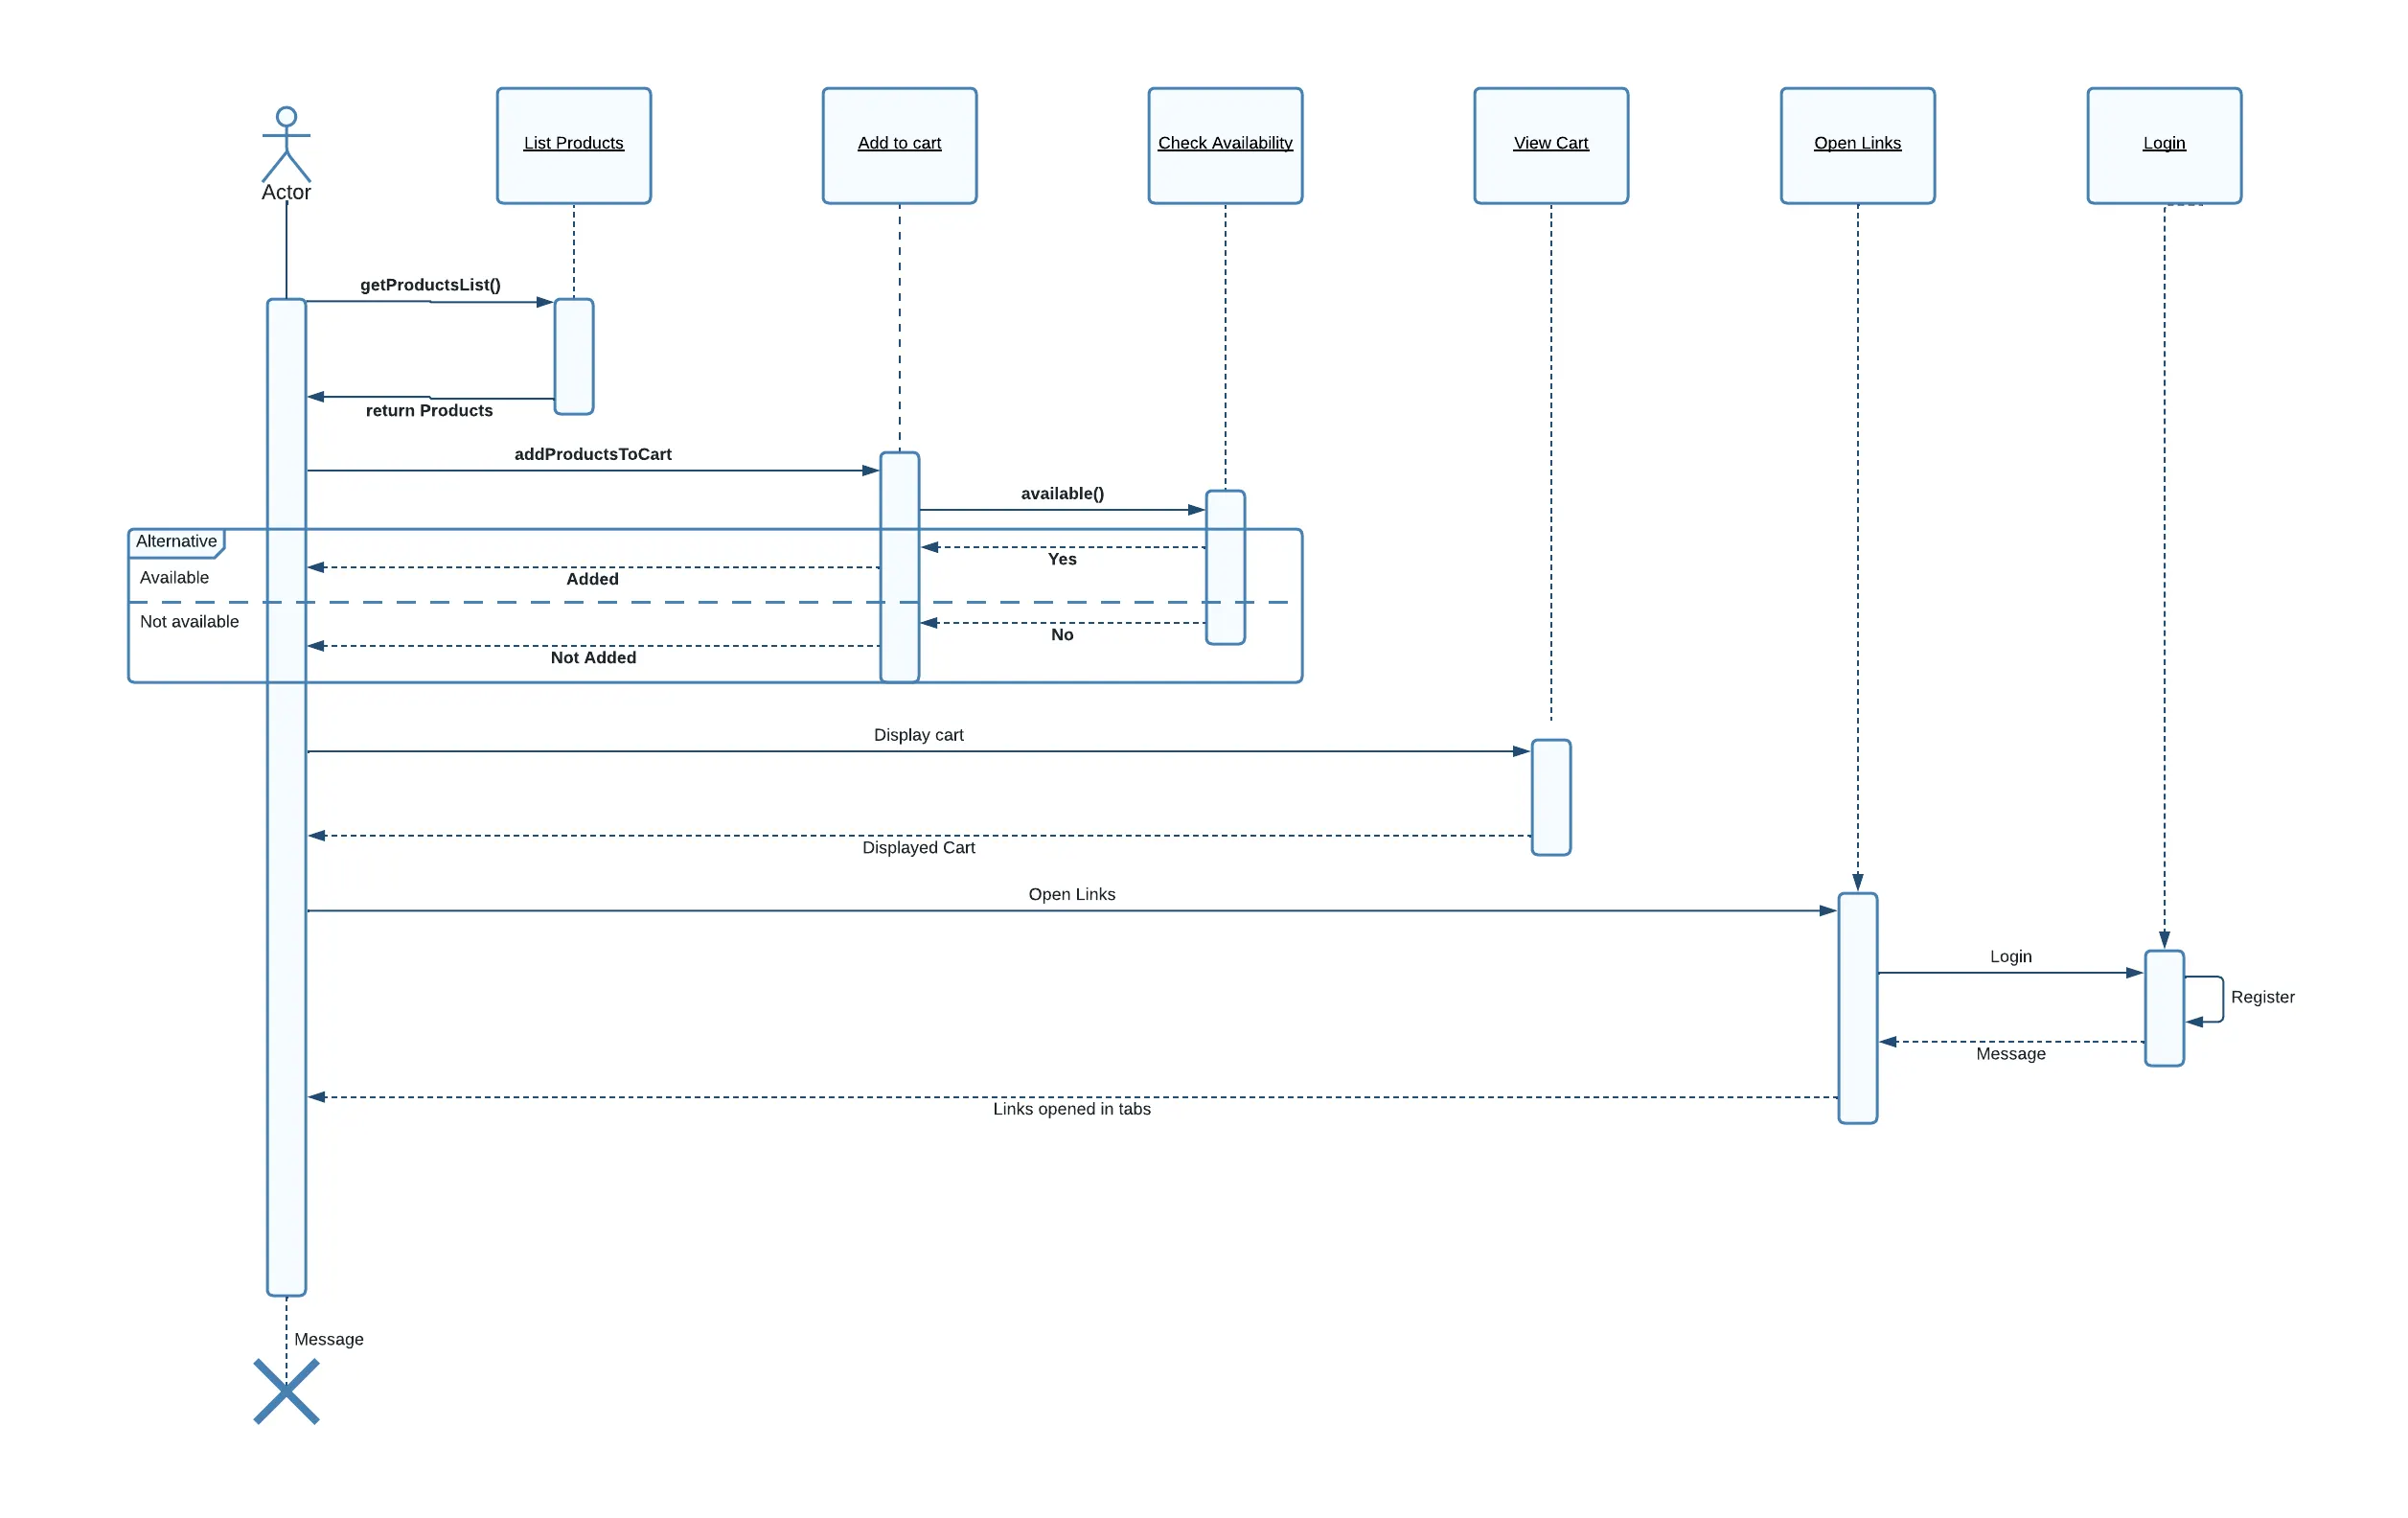 List Products
Add to cart
Check Availability
View Cart
Open Links
Login
Actor
getProductsList()
return Products
addProductsToCart
available()
Alternative
Yes
Available
Added
Not available
No
Not Added
Display cart
Displayed Cart
Open Links
Login
Register
Message
Links opened in tabs
Message